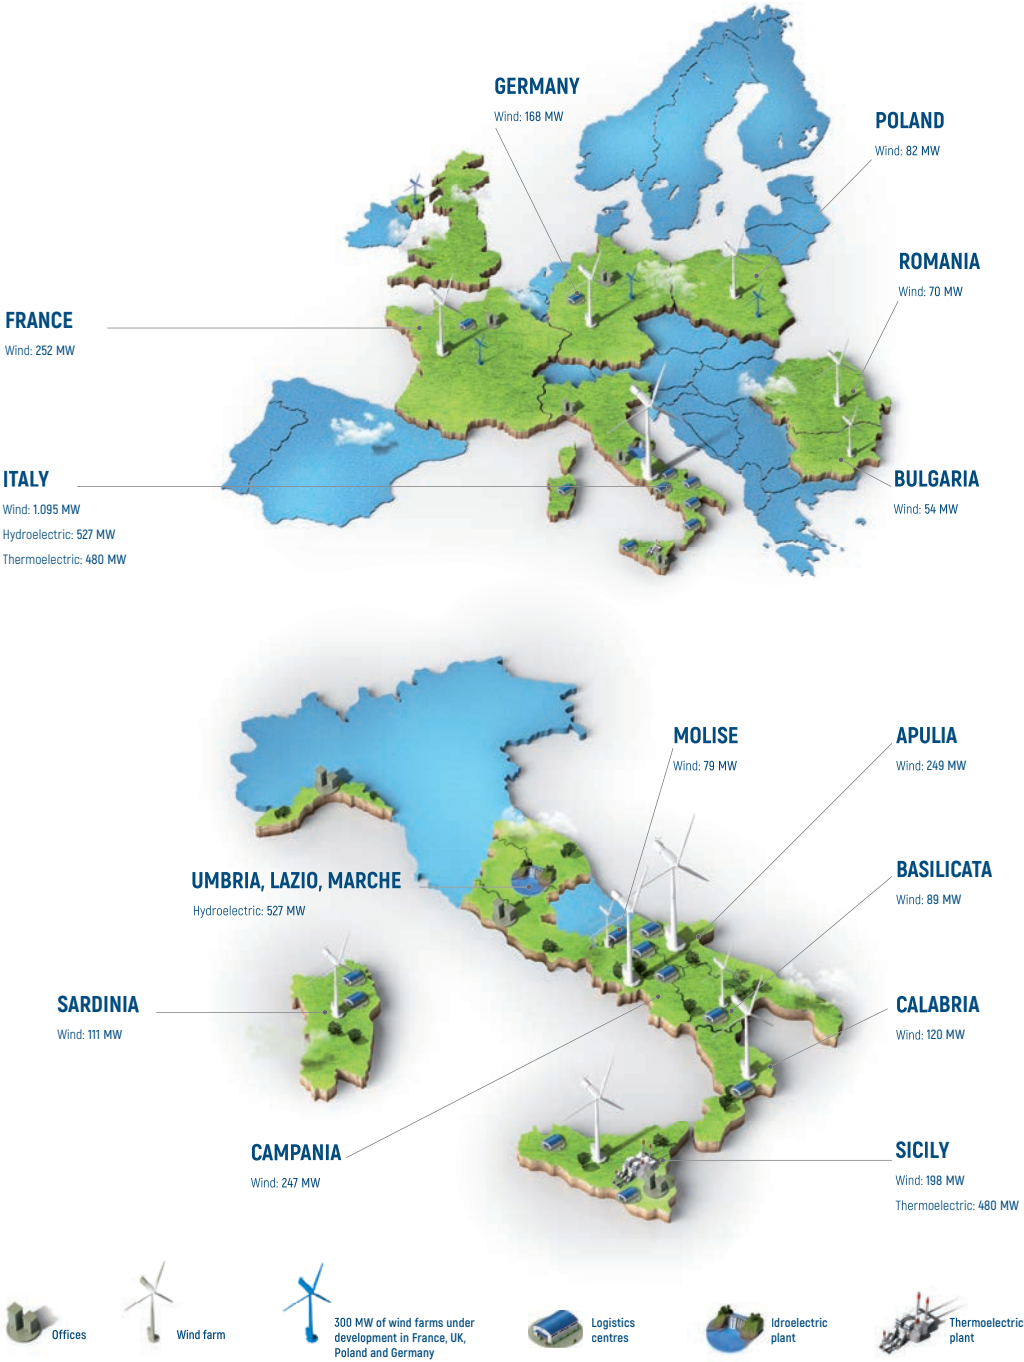 GERMANY
Wind: 168 MW
POLAND
Wind: 82 MW
ROMANIA
Wind: 70 MW
FRANCE
Wind: 252 MW
ITALY
Wind: 1.095 MW
Hydroelectric: 527 MW
Thermoelectric: 480 MW
BULGARIA
Wind: 54 MW
MOLISE
Wind: 79 MW
APULIA
Wind: 249 MW
UMBRIA, LAZIO, MARCHE
Hydroelectric: 527 MW
BASILICATA
Wind: 89 MW
SARDINIA
Wind: 111 MW
CALABRIA
Wind: 120 MW
CAMPANIA
Wind: 247 MW
SICILY
Wind: 198 MW
Thermoelectric: 480 MW
Offices
Wind farm
300 MW of wind farms under
development in France, UK,
Poland and Germany
Logistics
centres
Idroelectric
plant
Thermoelectric
plant